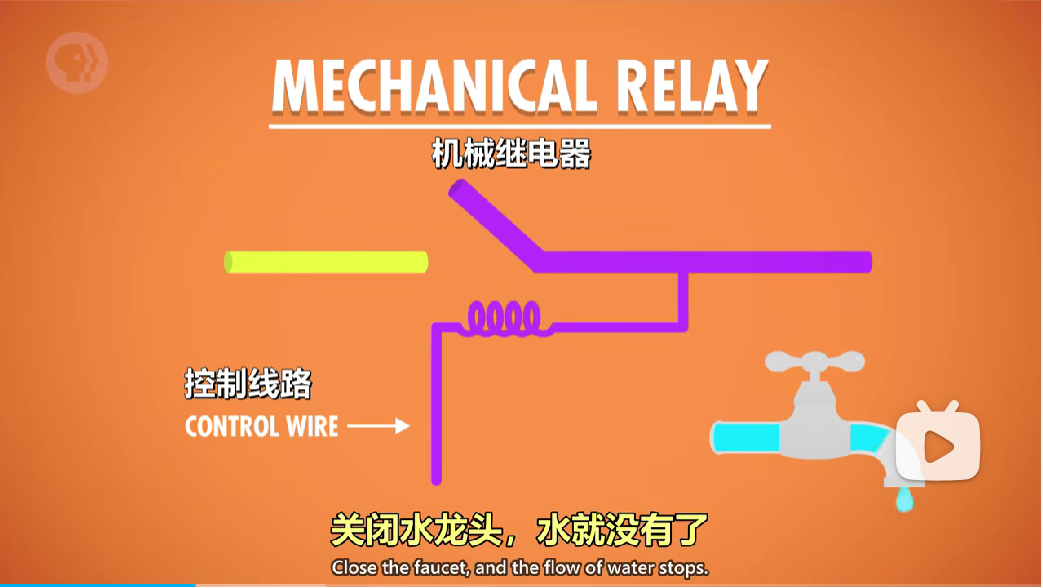 MECHANICAL RELAY
机械继电器
控制线路
CONTROL WIRE
关闭水龙头，水就没有了
Close the faucet, and the flow of water stops.